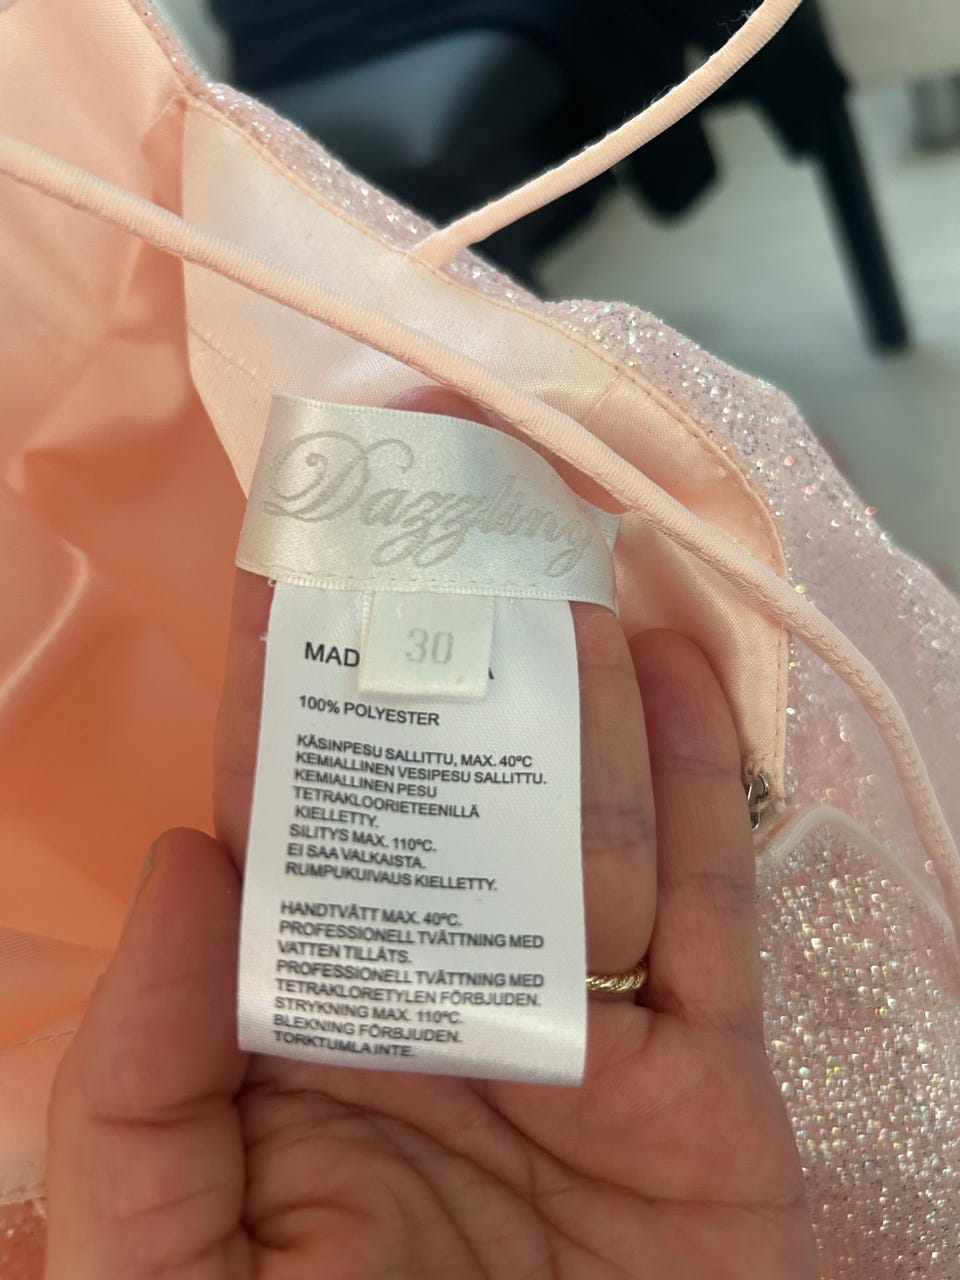 Dazzling
30
MAD
100% POLYESTER
KÄSINPESU SALLITTU, MAX. 40ºC
KEMIALLINEN VESIPESU SALLITTU.
KEMIALLINEN PESU
TETRAKLOORIETEENILLÄ
KIELLETTY.
SILITYS MAX. 110ºC.
EI SAA VALKAISTA.
RUMPUKUIVAUS KIELLETTY.
HANDTVÄTT MAX. 40ºC.
PROFESSIONELL TVÄTTNING MED
VATTEN TILLÅTS.
PROFESSIONELL TVÄTTNING MED
TETRAKLORETYLEN FÖRBJUDEN.
STRYKNING MAX. 110ºC.
BLEKNING FÖRBJUDEN.
TORKTUMLA INTE.